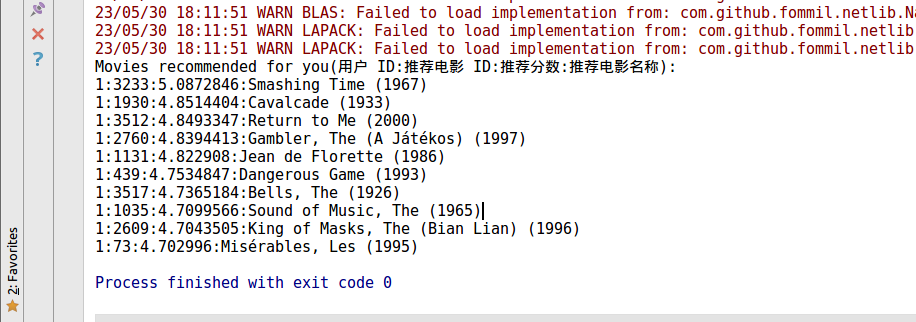 23/05/30 18:11:51 WARN BLAS: Failed to load implementation from: com.github.fommil.netlib.Na
23/05/30 18:11:51 WARN LAPACK: Failed to load implementation from: com.github.fommil.netlib
23/05/30 18:11:51 WARN LAPACK: Failed to load implementation from: com.github.fommil.netlib
Movies recommended for you(用户 ID:推荐电影 ID:推荐分数:推荐电影名称):
1:3233:5.0872846:Smashing Time (1967)
1:1930:4.8514404:Cavalcade (1933)
1:3512:4.8493347:Return to Me (2000)
1:2760:4.8394413:Gambler, The (A Játékos) (1997)
1:1131:4.822908:Jean de Florette (1986)
1:439:4.7534847:Dangerous Game (1993)
1:3517:4.7365184:Bells, The (1926)
1:1035:4.7099566:Sound of Music, The (1965)
1:2609:4.7043505:King of Masks, The (Bian Lian) (1996)
1:73:4.702996:Misérables, Les (1995)
Process finished with exit code 0
2: Favorites